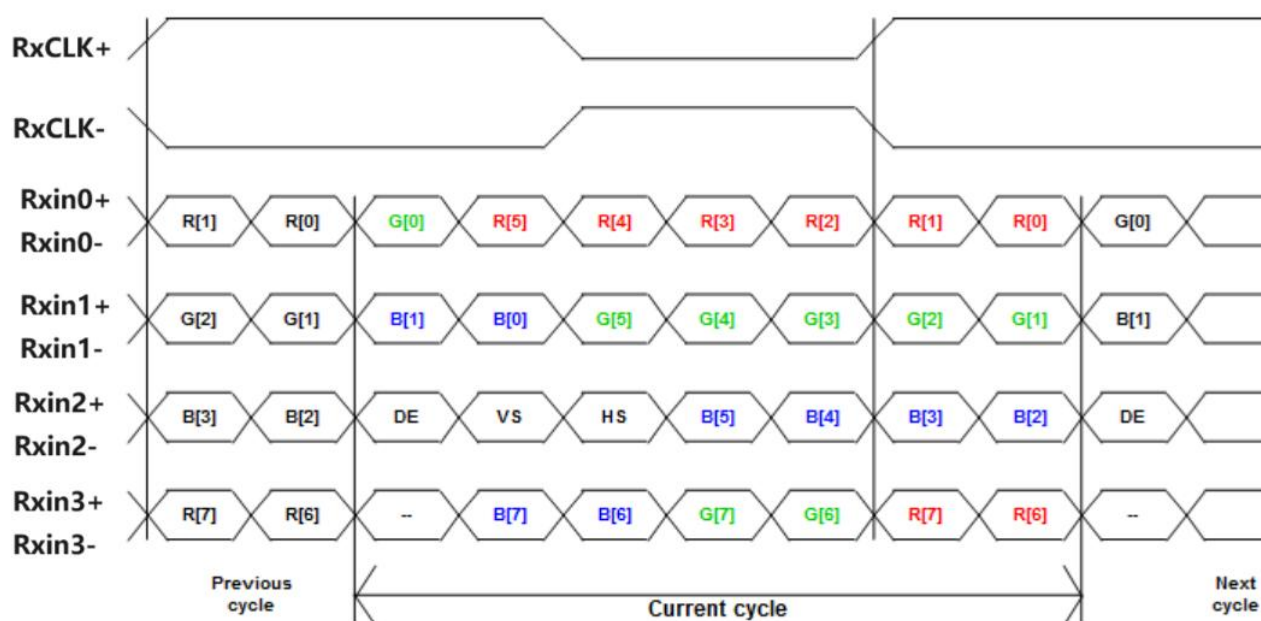 RxCLK+
RxCLK-
Rxin0+
R[1] R[0] G[0] R[5] R[4] R[3] R[2] R[1] R[0] G[0]
Rxin0-
Rxin1+
G[2] G[1] B[1] B[0] G[5] G[4] G[3] G[2] G[1] B[1]
Rxin1-
Rxin2+
B[3] B[2] DE VS HS B[5] B[4] B[3] B[2] DE
Rxin2-
Rxin3+
R[7] R[6] -- B[7] B[6] G[7] G[6] R[7] R[6] --
Rxin3-
Previous
cycle
Current cycle
Next
cycle